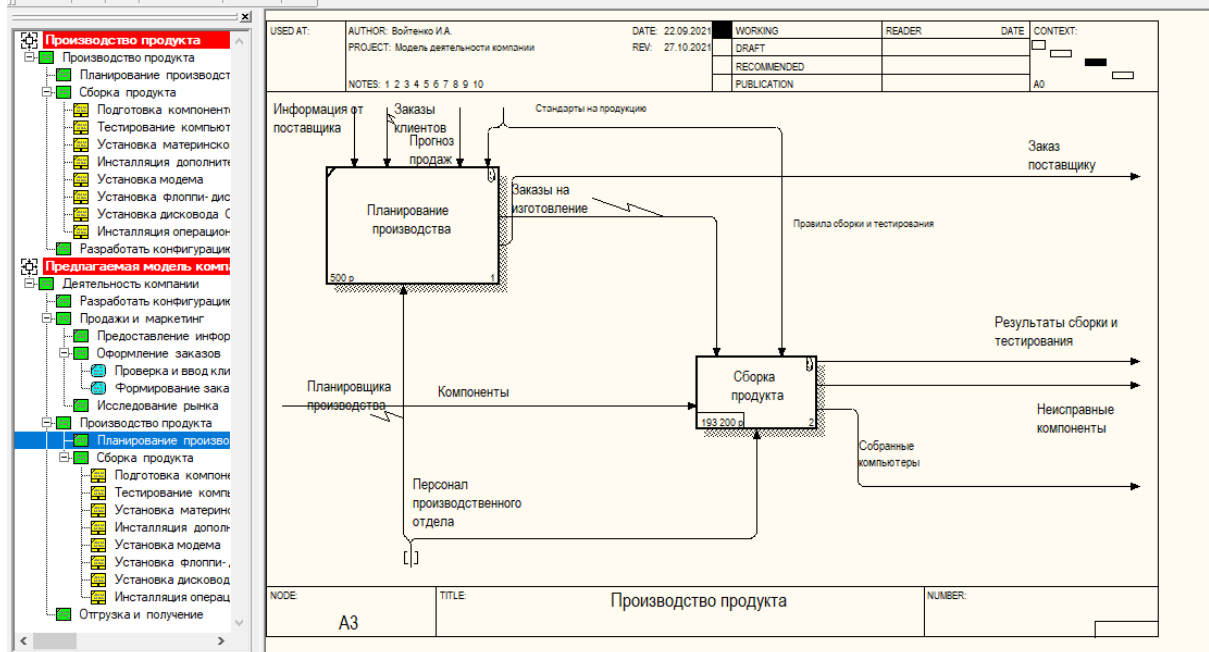 Производство продукта
Производство продукта
Планирование производст
Сборка продукта
Подготовка компоненто
Тестирование компьют
Установка материнско
Инсталляция дополните
Установка модема
Установка флоппи-дис
Установка дисковода C
Инсталляция операцион
Разработать конфигурацию
Предлагаемая модель комп
Деятельность компании
Разработать конфигурацию
Продажи и маркетинг
Предоставление инфор
Оформление заказов
Проверка и ввод кли
Формирование зака
Исследование рынка
Производство продукта
Планирование произво
Сборка продукта
Подготовка компоне
Тестирование компь
Установка материнс
Инсталляция дополн
Установка модема
Установка флоппи-
Установка дисковод
Инсталляция операц
Отгрузка и получение
USED AT:
AUTHOR: Войтенко И.А.
DATE: 22.09.2021
PROJECT: Модель деятельности компании
REV: 27.10.2021
NOTES: 1 2 3 4 5 6 7 8 9 10
WORKING
DRAFT
RECOMMENDED
PUBLICATION
READER
DATE
CONTEXT:
A0
Информация от
поставщика
Заказы
клиентов
Прогноз
продаж
Стандарты на продукцию
Заказ
поставщику
Заказы на
изготовление
Планирование
производства
500 р
1
Правила сборки и тестирования
Результаты сборки и
тестирования
Сборка
продукта
193 200 р
2
Планировщика
производства
Компоненты
Неисправные
компоненты
Собранные
компьютеры
Персонал
производственного
отдела
NODE:
A3
TITLE:
Производство продукта
NUMBER: